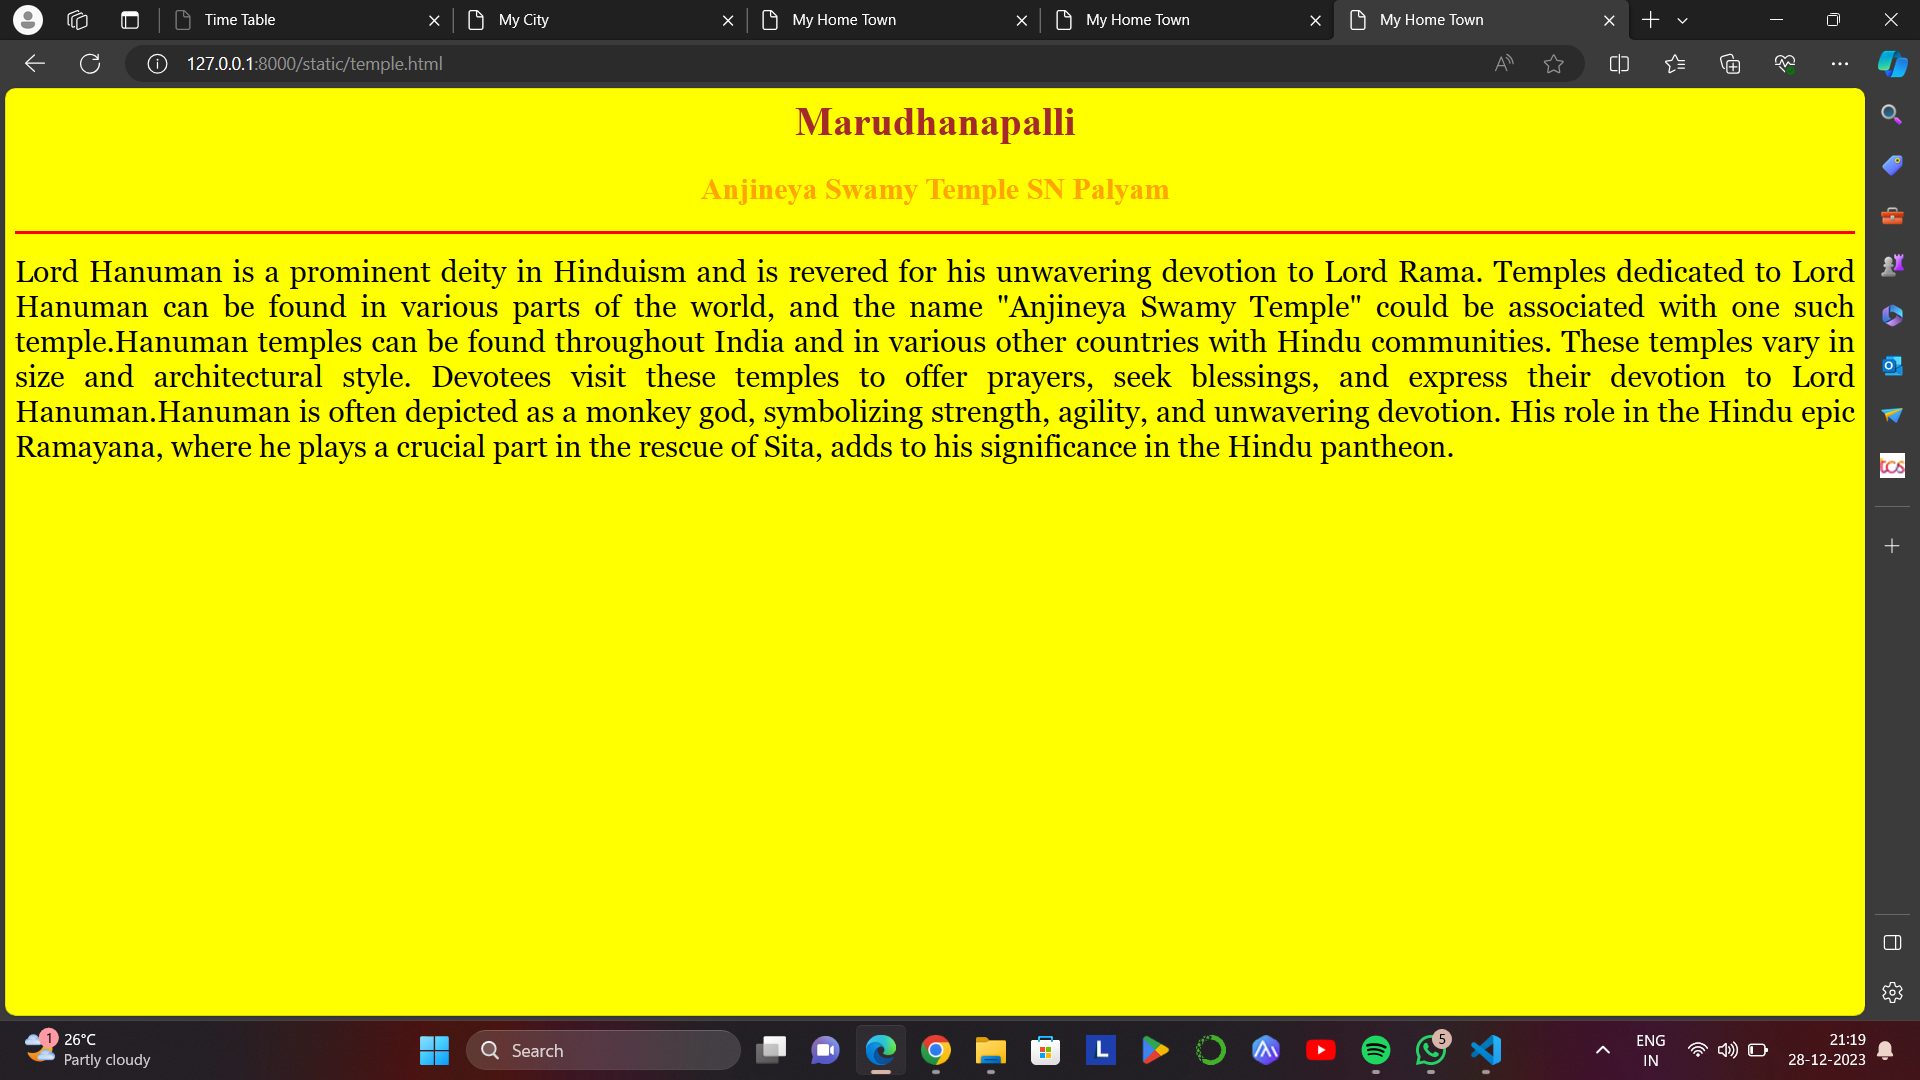 Time Table
My City
My Home Town
My Home Town
My Home Town
127.0.0.1:8000/static/temple.html
Marudhanapalli
Anjineya Swamy Temple SN Palyam
Lord Hanuman is a prominent deity in Hinduism and is revered for his unwavering devotion to Lord Rama. Temples dedicated to Lord
Hanuman can be found in various parts of the world, and the name "Anjineya Swamy Temple" could be associated with one such
temple.Hanuman temples can be found throughout India and in various other countries with Hindu communities. These temples vary in
size and architectural style. Devotees visit these temples to offer prayers, seek blessings, and express their devotion to Lord
Hanuman.Hanuman is often depicted as a monkey god, symbolizing strength, agility, and unwavering devotion. His role in the Hindu epic
Ramayana, where he plays a crucial part in the rescue of Sita, adds to his significance in the Hindu pantheon.
tcs
1
26°C
Partly cloudy
Search
L
5
ENG
IN
21:19
28-12-2023